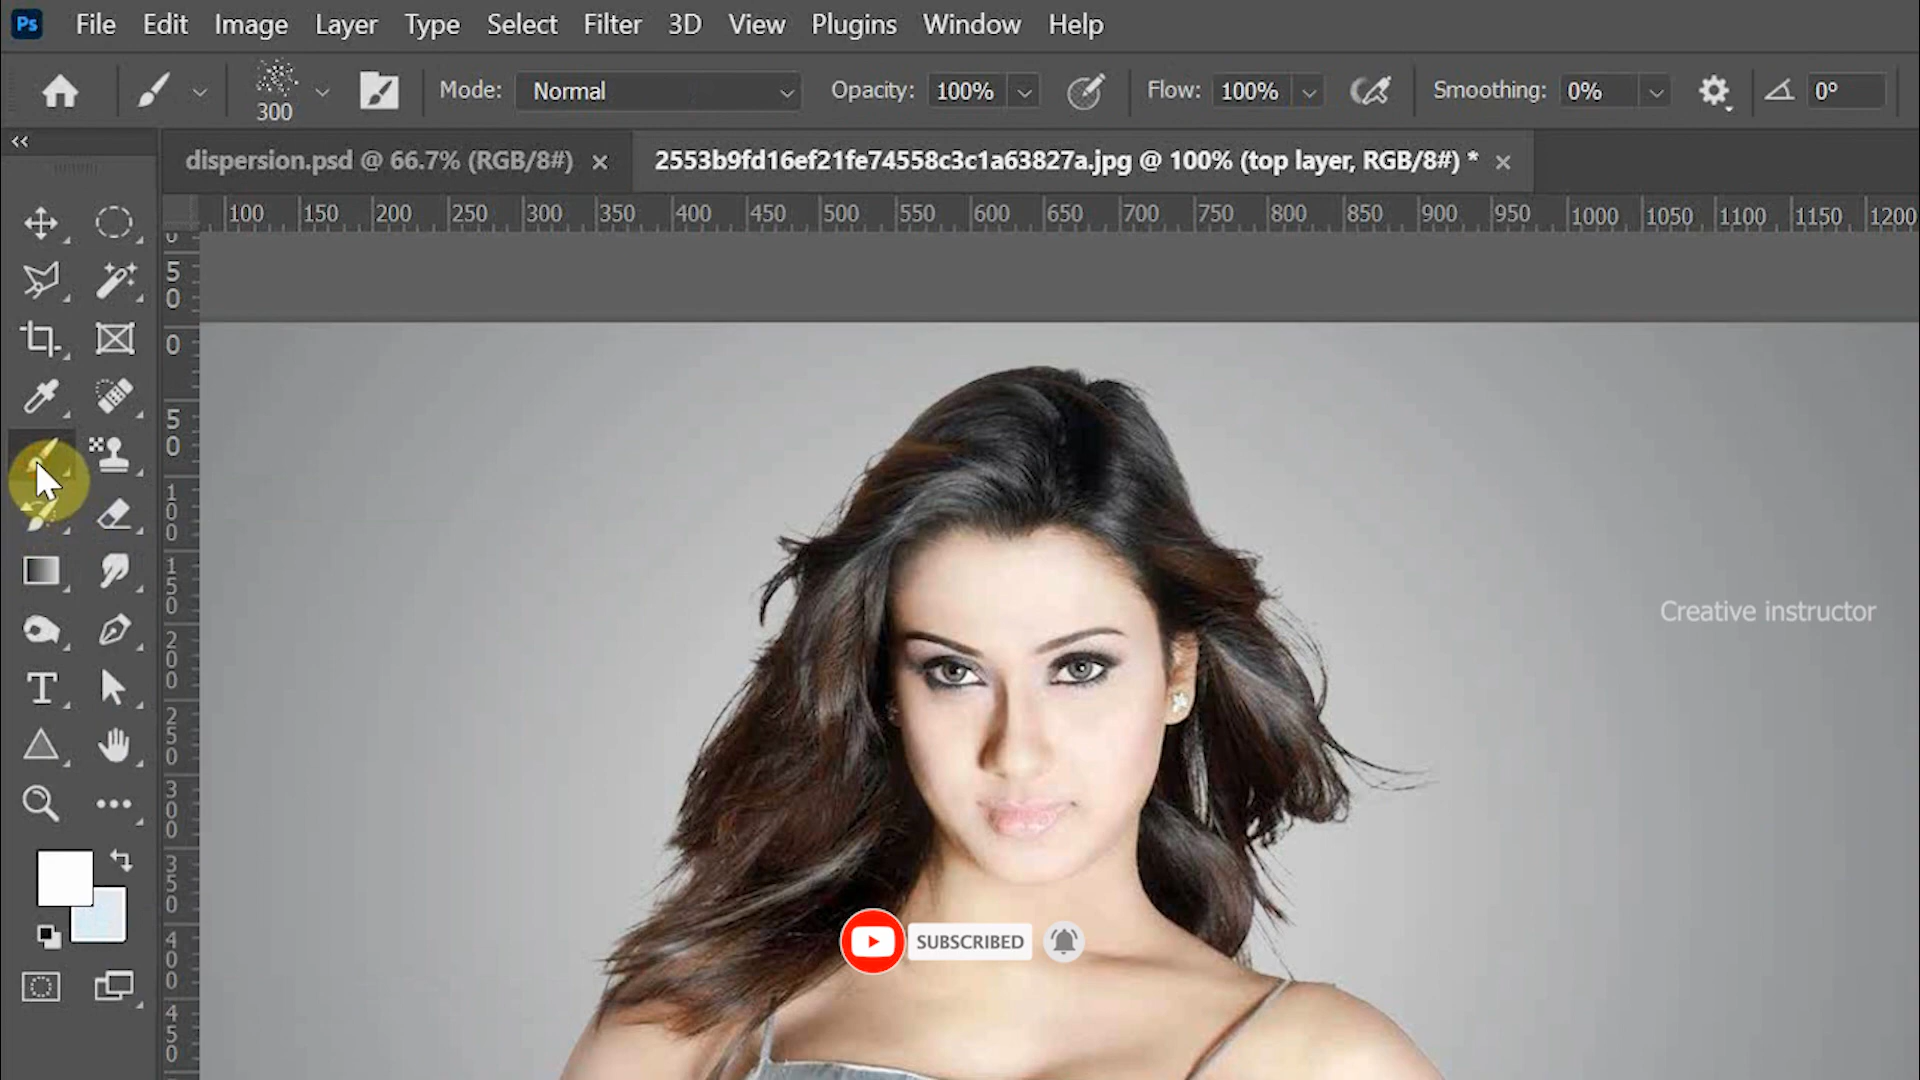 Ps File Edit Image Layer Type Select Filter 3D View Plugins Window Help
300 Mode: Normal Opacity: 100% Flow: 100% Smoothing: 0% 0°
dispersion.psd @ 66.7% (RGB/8#) × 2553b9fd16ef21fe74558c3c1a63827a.jpg @ 100% (top layer, RGB/8#) * ×
100 150 200 250 300 350 400 450 500 550 600 650 700 750 800 850 900 950 1000 1050 1100 1150 1200
0
50
0
50
100
150
200
250
300
350
400
450
Creative instructor
SUBSCRIBED